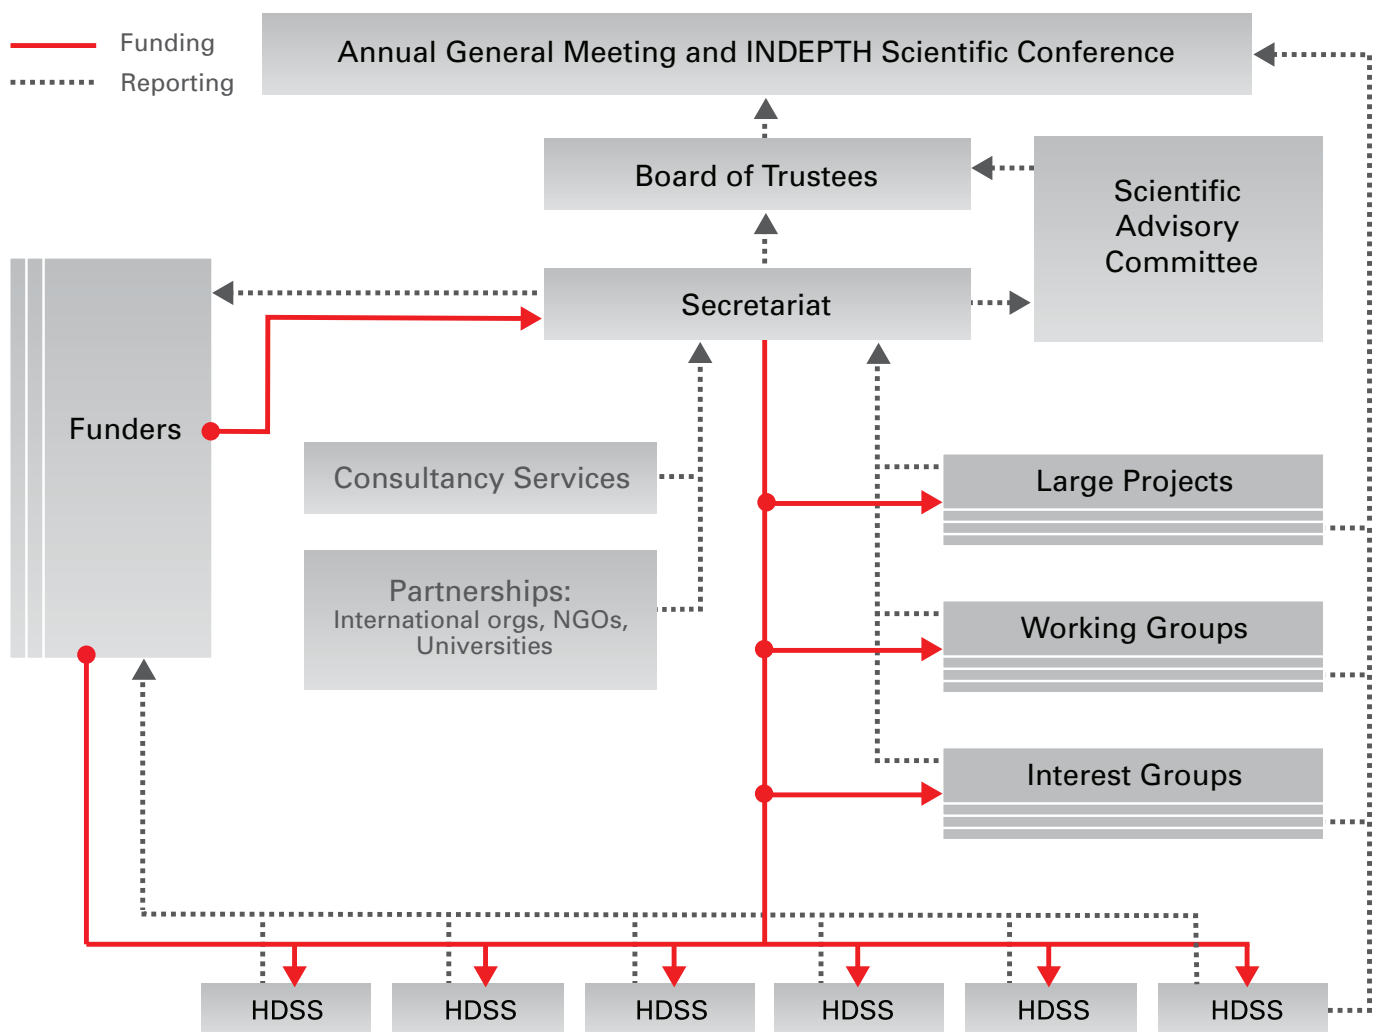 Funding
Reporting
Annual General Meeting and INDEPTH Scientific Conference
Board of Trustees
Scientific
Advisory
Committee
Secretariat
Funders
Consultancy Services
Large Projects
Partnerships:
International orgs, NGOs,
Universities
Working Groups
Interest Groups
HDSS
HDSS
HDSS
HDSS
HDSS
HDSS